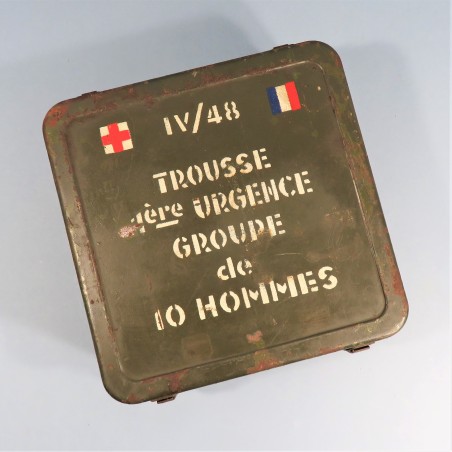 IV/48
TROUSSE
1ère URGENCE
GROUPE
de
10 HOMMES